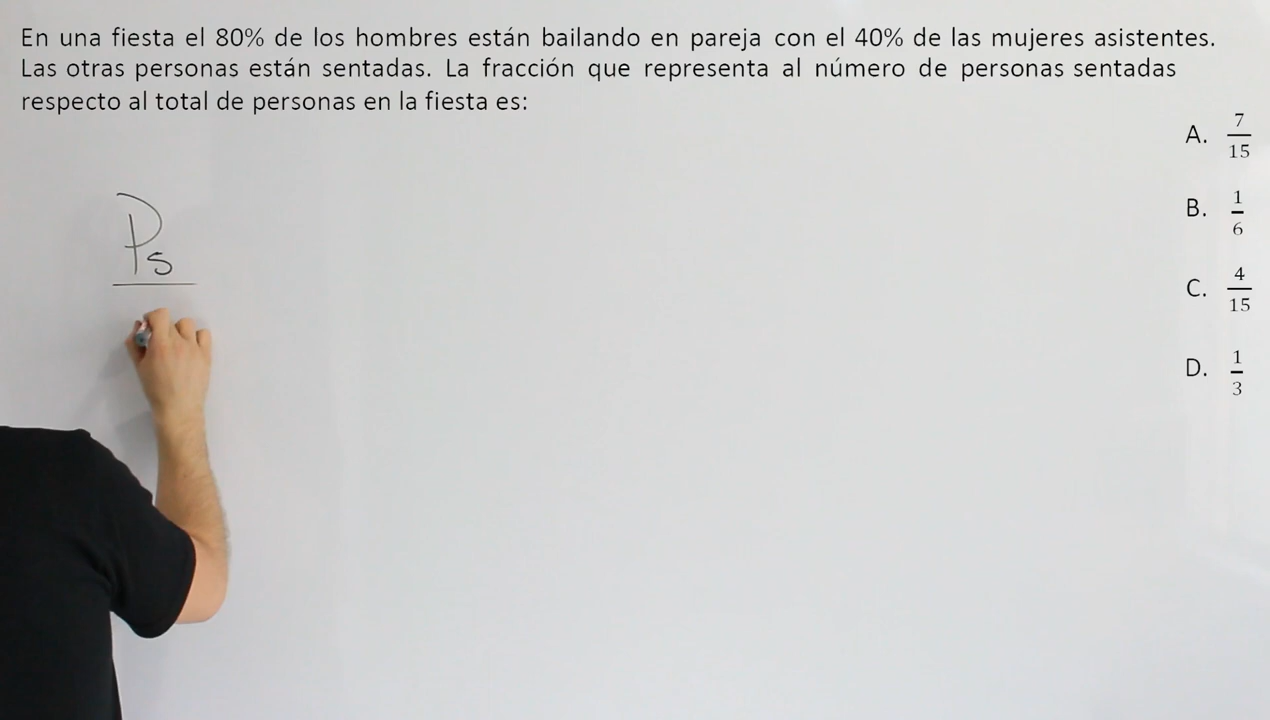 En una fiesta el 80% de los hombres están bailando en pareja con el 40% de las mujeres asistentes.
Las otras personas están sentadas. La fracción que representa al número de personas sentadas
respecto al total de personas en la fiesta es:
A. 7/15
B. 1/6
C. 4/15
D. 1/3
Ps